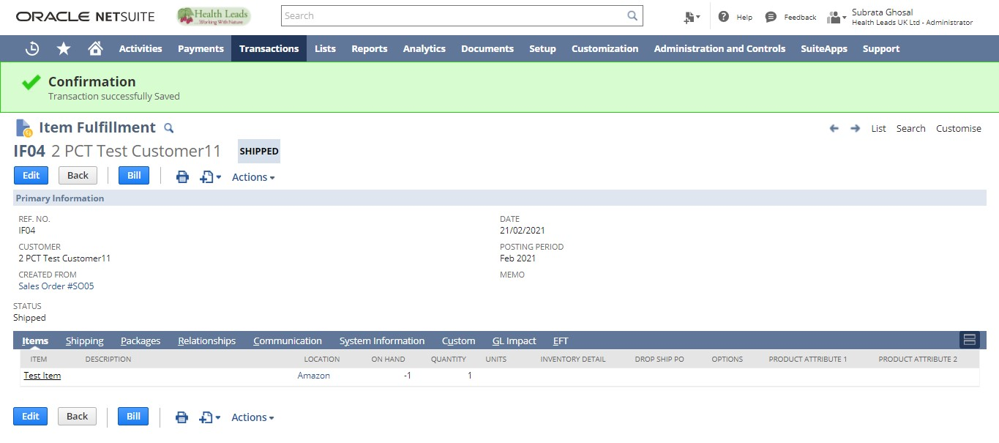 ORACLE NETSUITE
Health Leads
...Working With Nature
Search
Help
Feedback
Subrata Ghosal
Health Leads UK Ltd - Administrator
Activities Payments Transactions Lists Reports Analytics Documents Setup Customization Administration and Controls SuiteApps Support
Confirmation
Transaction successfully Saved
Item Fulfillment
List Search Customise
IF04 2 PCT Test Customer11 SHIPPED
Edit Back Bill Actions
Primary Information
REF. NO.
IF04
CUSTOMER
2 PCT Test Customer11
CREATED FROM
Sales Order #SO05
DATE
21/02/2021
POSTING PERIOD
Feb 2021
MEMO
STATUS
Shipped
Items Shipping Packages Relationships Communication System Information Custom GL Impact EFT
ITEM DESCRIPTION LOCATION ON HAND QUANTITY UNITS INVENTORY DETAIL DROP SHIP PO OPTIONS PRODUCT ATTRIBUTE 1 PRODUCT ATTRIBUTE 2
Test Item Amazon -1 1
Edit Back Bill Actions